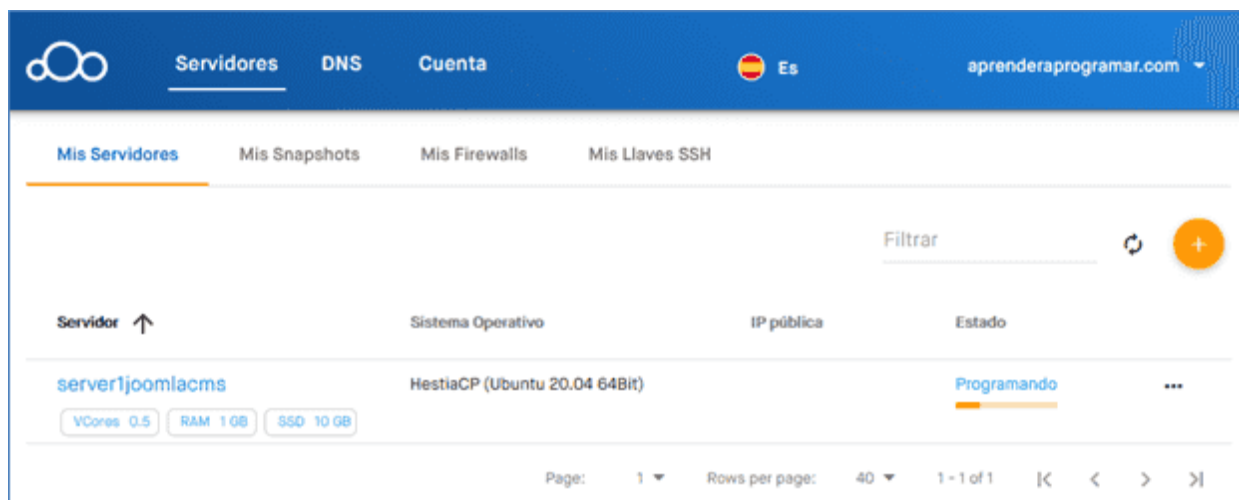 Servidores DNS Cuenta Es aprenderaprogramar.com
Mis Servidores Mis Snapshots Mis Firewalls Mis Llaves SSH
Filtrar
+
Servidor Sistema Operativo IP pública Estado
server1joomlacms HestiaCP (Ubuntu 20.04 64Bit) Programando ...
VCores 0.5 RAM 1 GB SSD 10 GB
Page: 1 Rows per page: 40 1 - 1 of 1